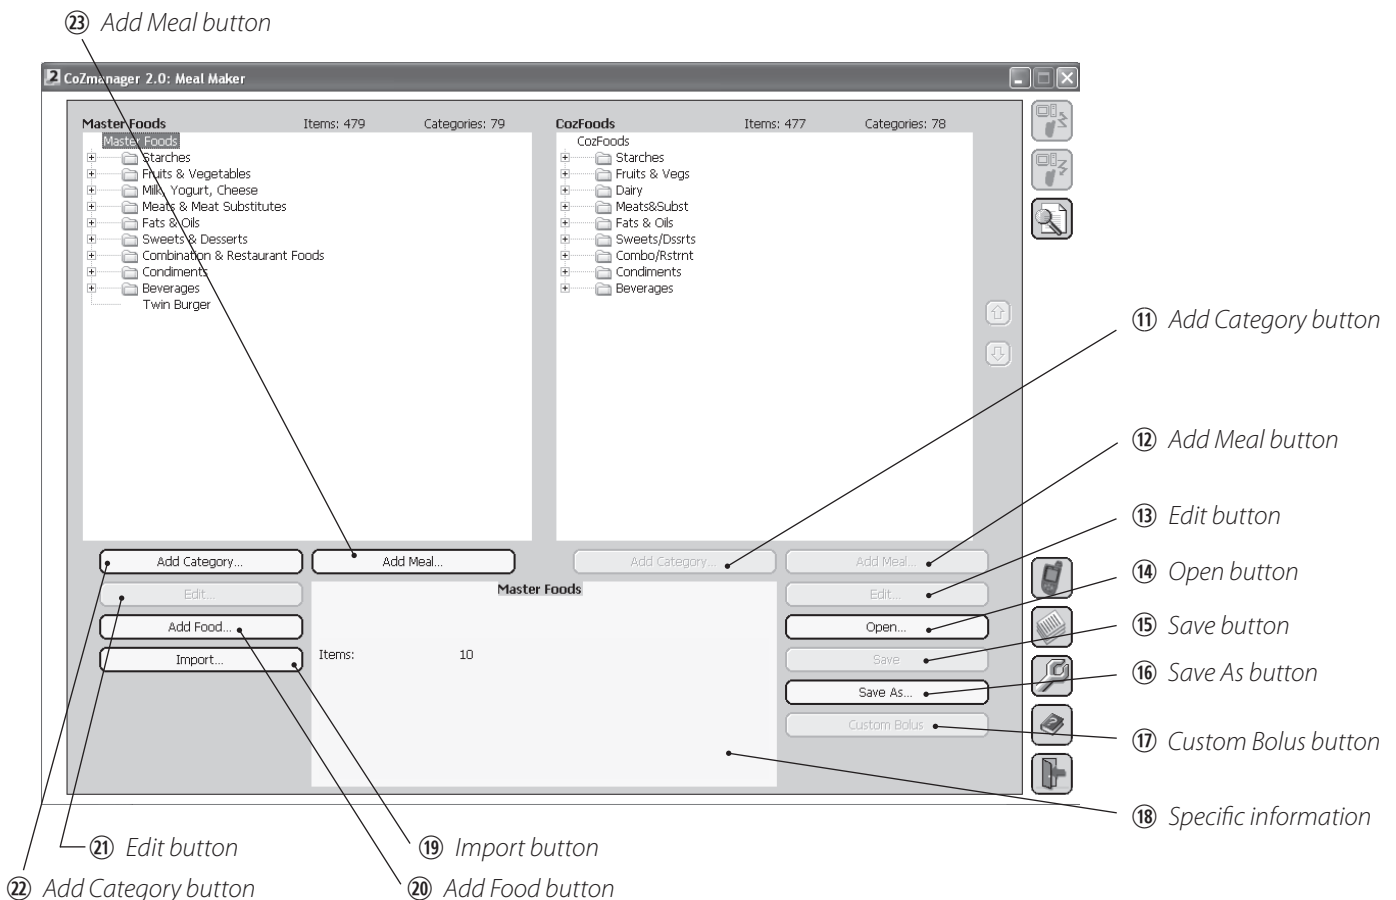 ㉓ Add Meal button
2 CoZmanager 2.0: Meal Maker
Master Foods Items: 479 Categories: 79
Master Foods
Starches
Fruits & Vegetables
Milk, Yogurt, Cheese
Meats & Meat Substitutes
Fats & Oils
Sweets & Desserts
Combination & Restaurant Foods
Condiments
Beverages
Twin Burger
CozFoods Items: 477 Categories: 78
CozFoods
Starches
Fruits & Vegs
Dairy
Meats&Subst
Fats & Oils
Sweets/Dssrts
Combo/Rstrnt
Condiments
Beverages
Add Category...
Add Meal...
Add Category...
Add Meal...
Edit...
Add Food...
Import...
Master Foods
Items: 10
Edit...
Open...
Save
Save As...
Custom Bolus
⑪ Add Category button
⑫ Add Meal button
⑬ Edit button
⑭ Open button
⑮ Save button
⑯ Save As button
⑰ Custom Bolus button
⑱ Specific information
㉑ Edit button
⑲ Import button
㉒ Add Category button
⑳ Add Food button